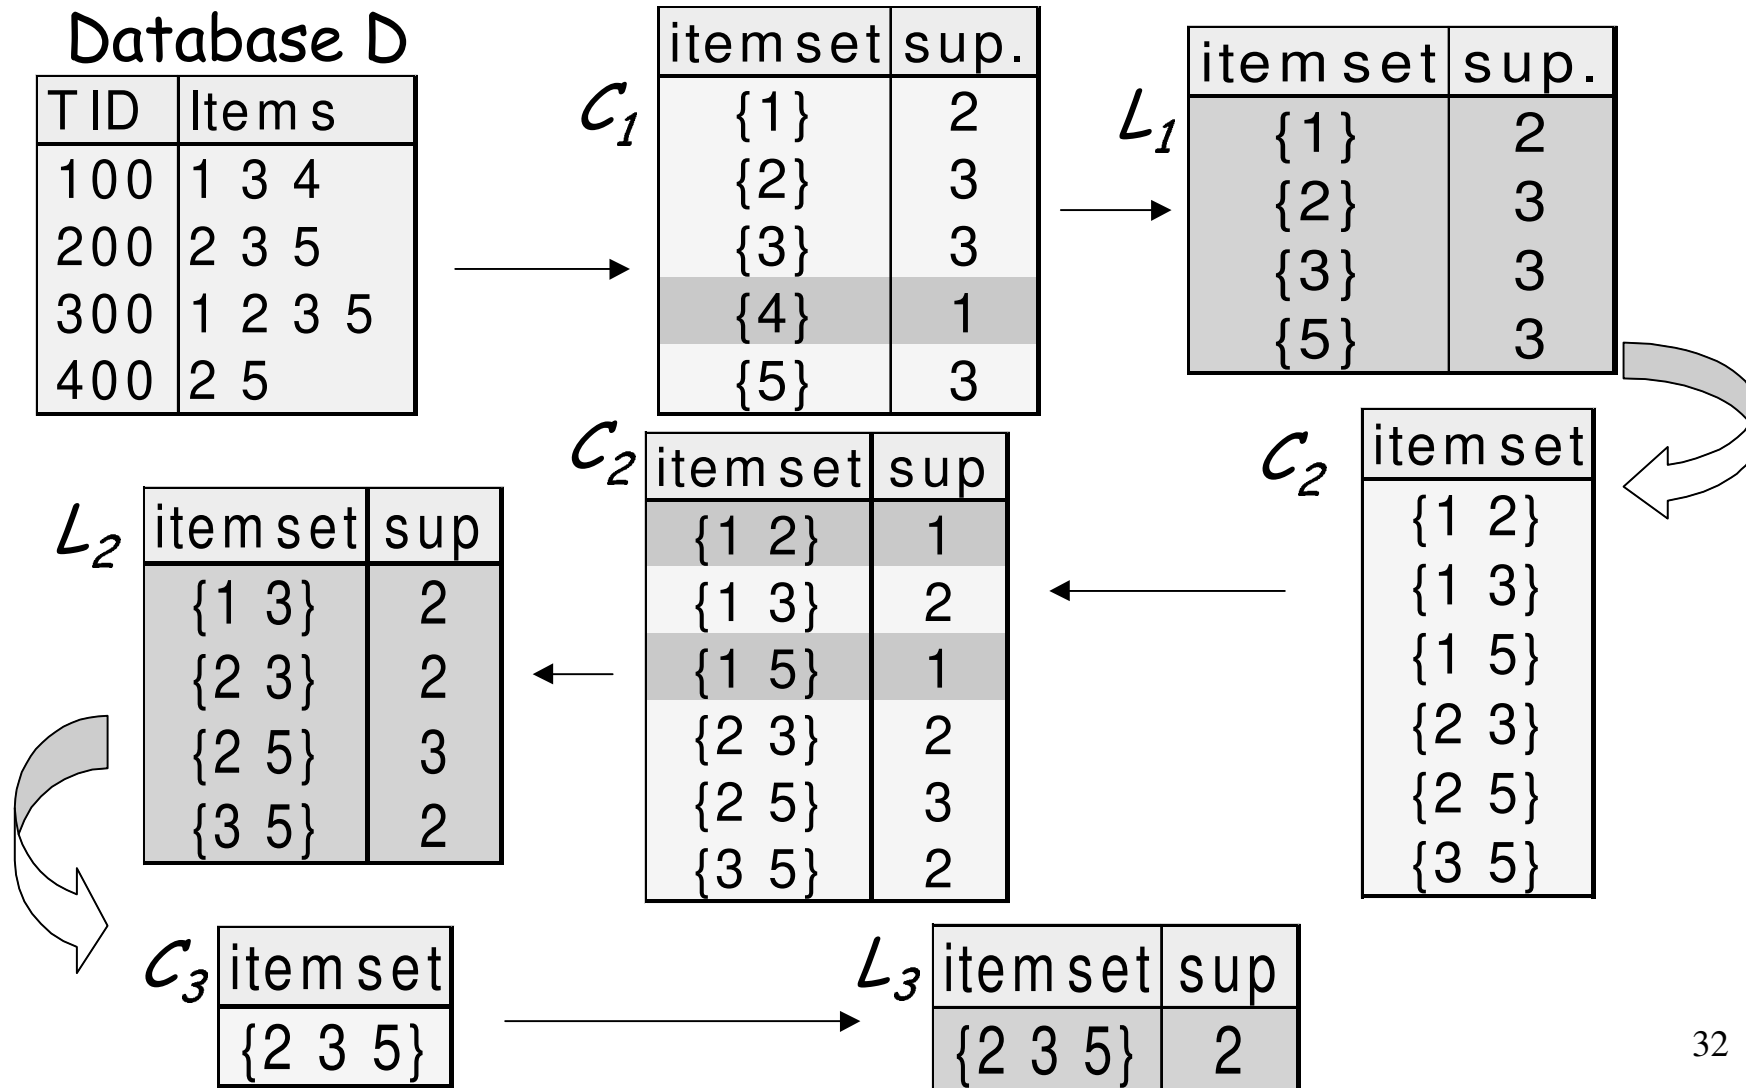 Database D
TID Items
100 1 3 4
200 2 3 5
300 1 2 3 5
400 2 5
C1
itemset sup.
{1} 2
{2} 3
{3} 3
{4} 1
{5} 3
L1
itemset sup.
{1} 2
{2} 3
{3} 3
{5} 3
C2
itemset
{1 2}
{1 3}
{1 5}
{2 3}
{2 5}
{3 5}
C2
itemset sup
{1 2} 1
{1 3} 2
{1 5} 1
{2 3} 2
{2 5} 3
{3 5} 2
L2
itemset sup
{1 3} 2
{2 3} 2
{2 5} 3
{3 5} 2
C3
itemset
{2 3 5}
L3
itemset sup
{2 3 5} 2
32